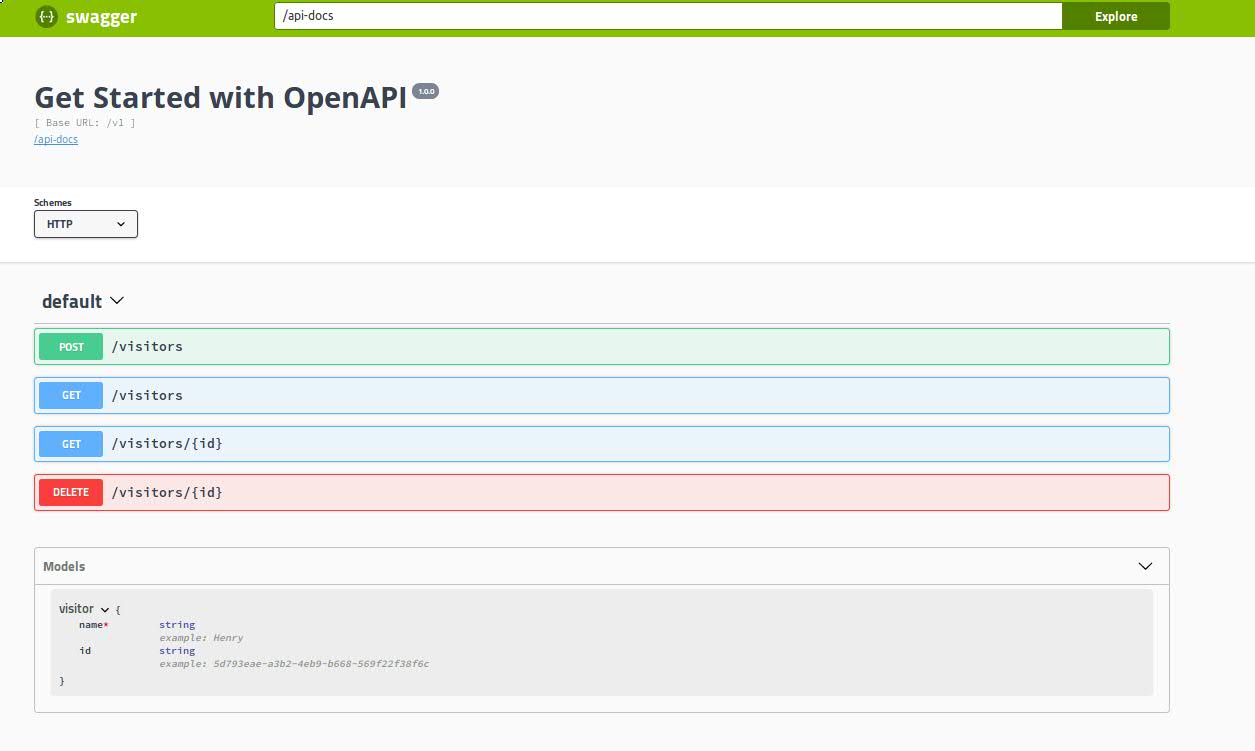 {··} swagger /api-docs Explore
Get Started with OpenAPI 1.0.0
[ Base URL: /v1 ]
/api-docs
Schemes
HTTP
default
POST /visitors
GET /visitors
GET /visitors/{id}
DELETE /visitors/{id}
Models
visitor {
name* string
example: Henry
id string
example: 5d793eae-a3b2-4eb9-b668-569f22f38f6c
}